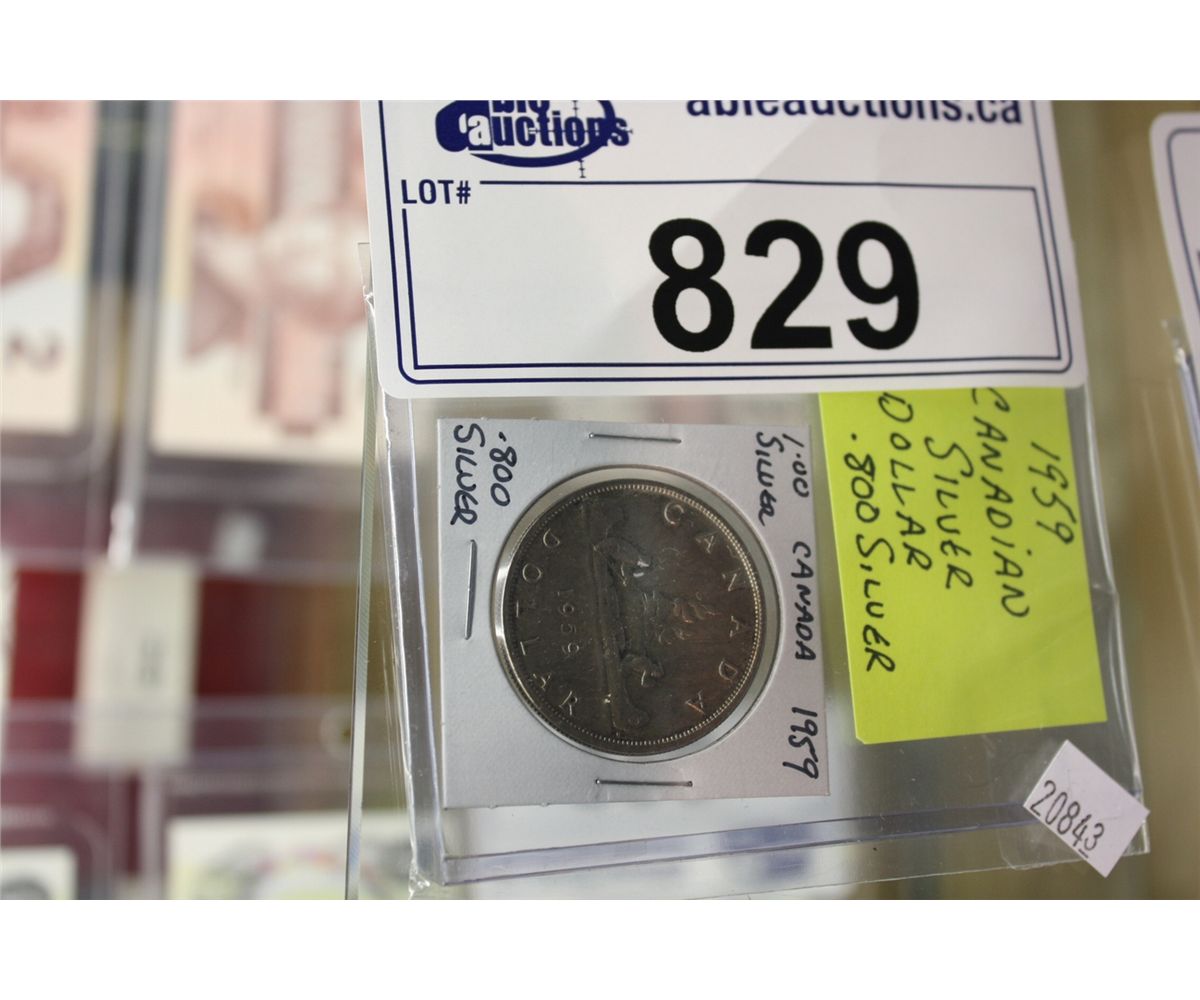 able
auctions
ableauctions.ca
LOT#
829
1959
CANADIAN
SILVER
DOLLAR
.800 SILVER
1.00 CANADA 1959
SILVER
.800
SILVER
CANADA
1959
DOLLAR
20843
2